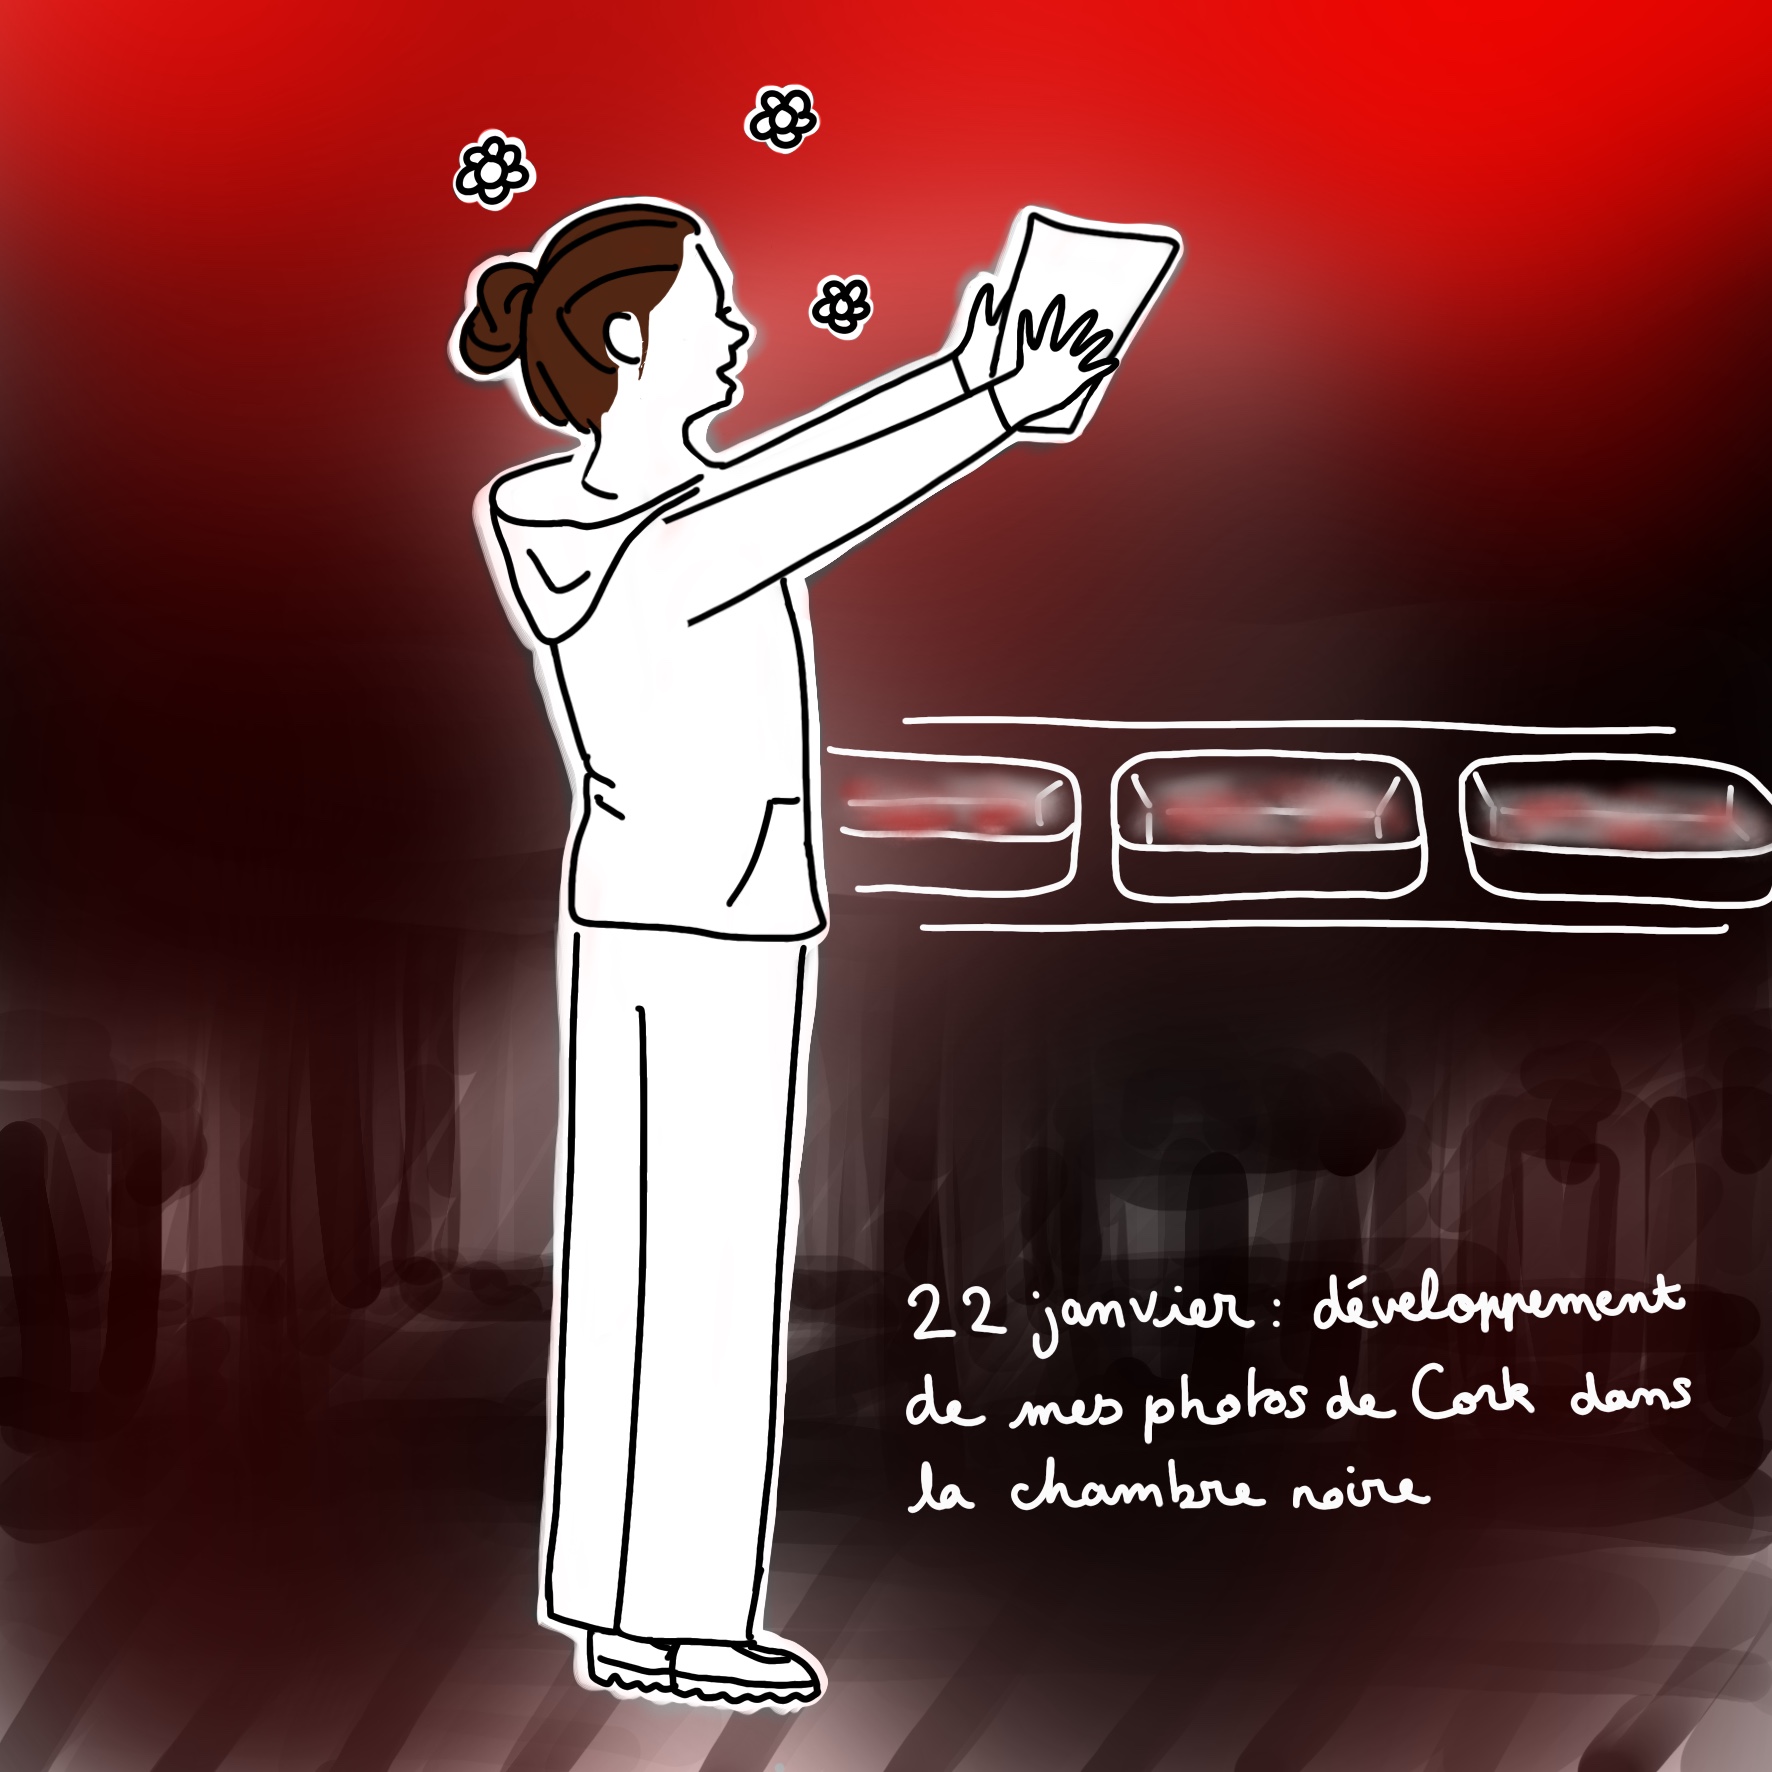 22 janvier : développement
de mes photos de Cork dans
la chambre noire